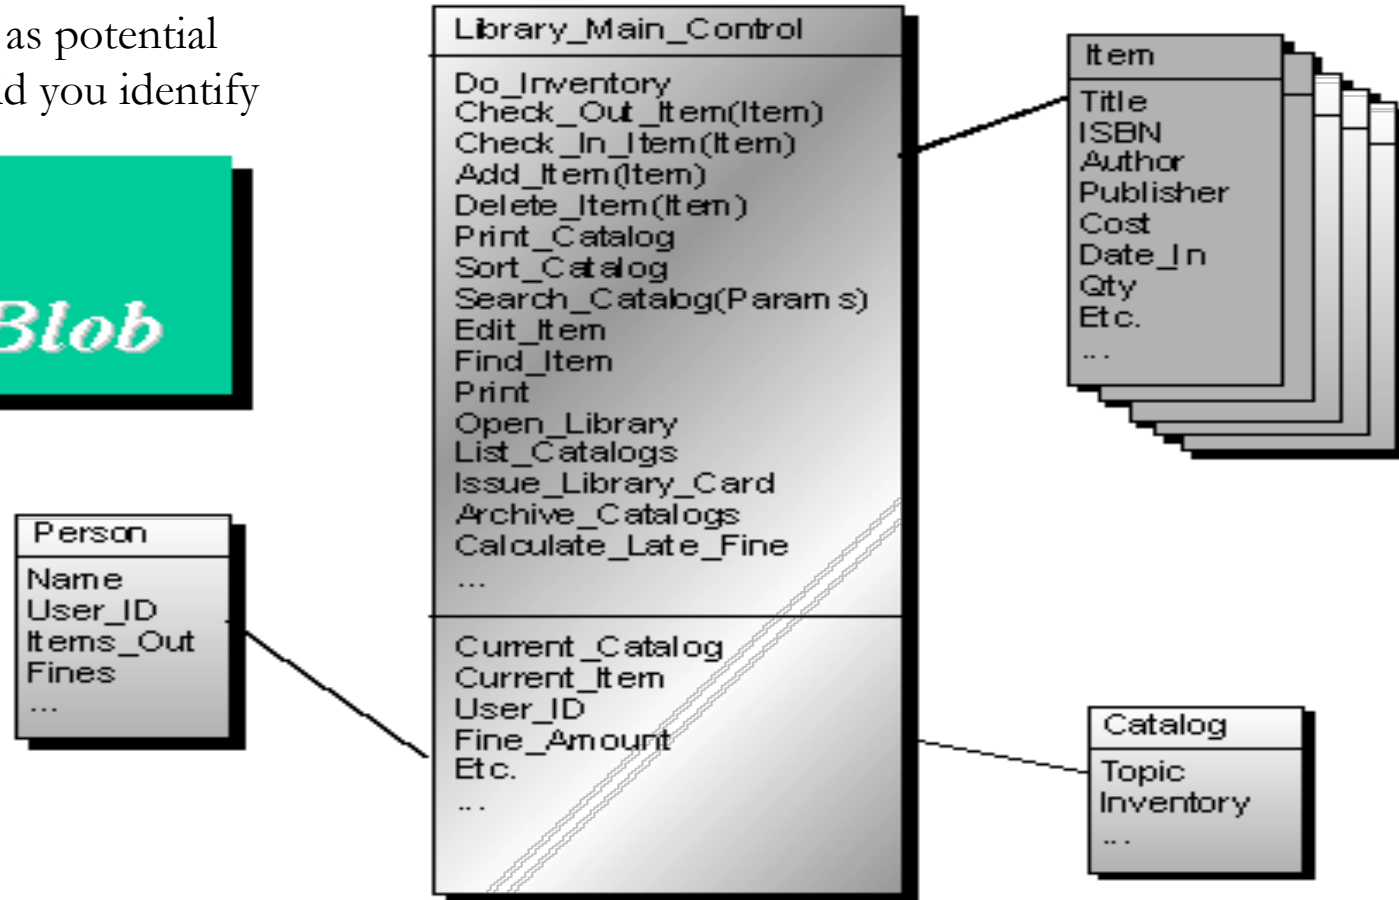 as potential
ld you identify
Blob
Library_Main_Control
Do_Inventory
Check_Out_Item(Item)
Check_In_Item(Item)
Add_Item(Item)
Delete_Item(Item)
Print_Catalog
Sort_Catalog
Search_Catalog(Params)
Edit_Item
Find_Item
Print
Open_Library
List_Catalogs
Issue_Library_Card
Archive_Catalogs
Calculate_Late_Fine
...
Current_Catalog
Current_Item
User_ID
Fine_Amount
Etc.
...
Item
Title
ISBN
Author
Publisher
Cost
Date_In
Qty
Etc.
...
Person
Name
User_ID
Items_Out
Fines
...
Catalog
Topic
Inventory
...